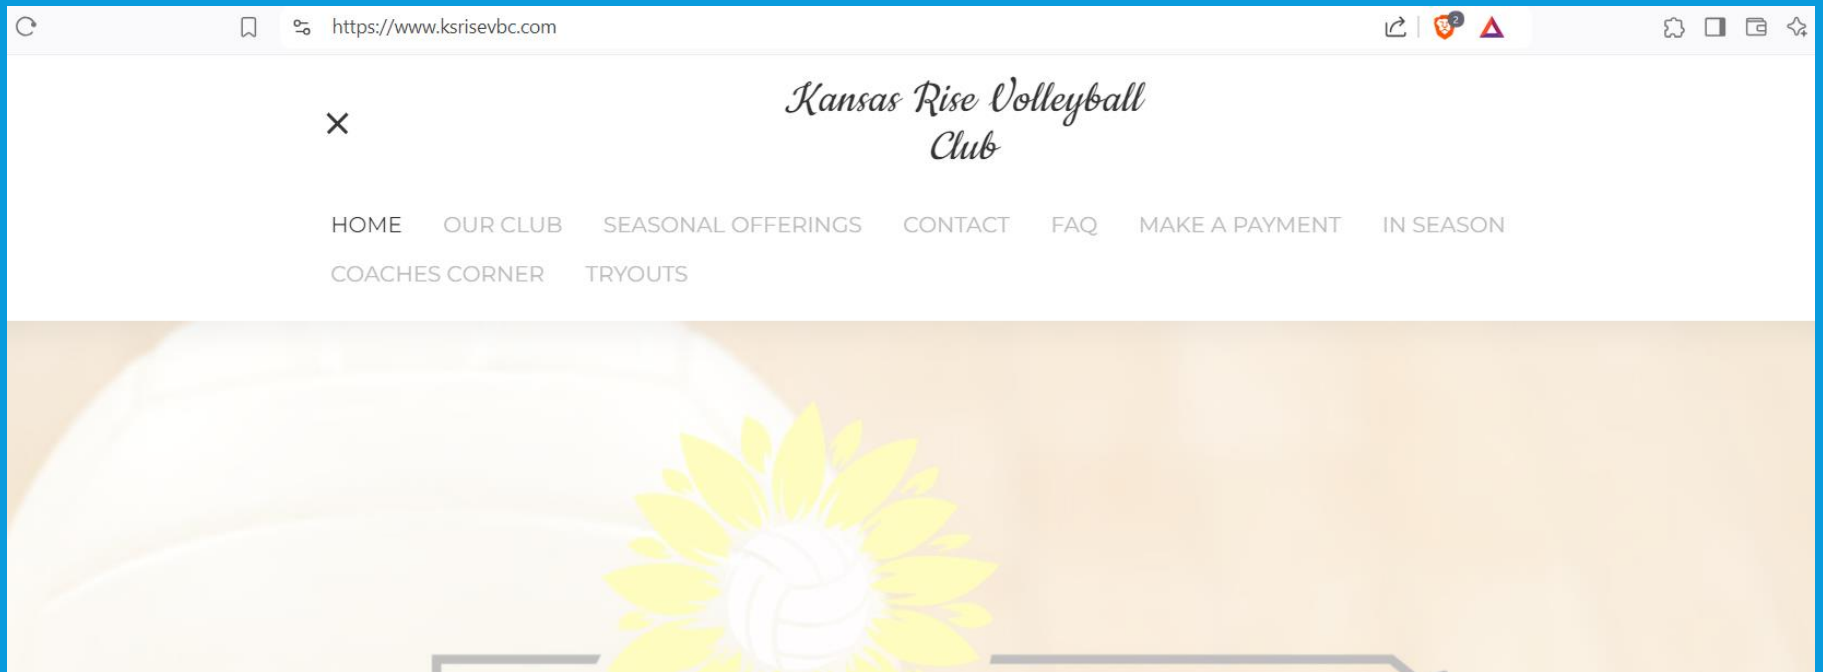 https://www.ksrisevbc.com
2
Kansas Rise Volleyball
Club
HOME OUR CLUB SEASONAL OFFERINGS CONTACT FAQ MAKE A PAYMENT IN SEASON
COACHES CORNER TRYOUTS